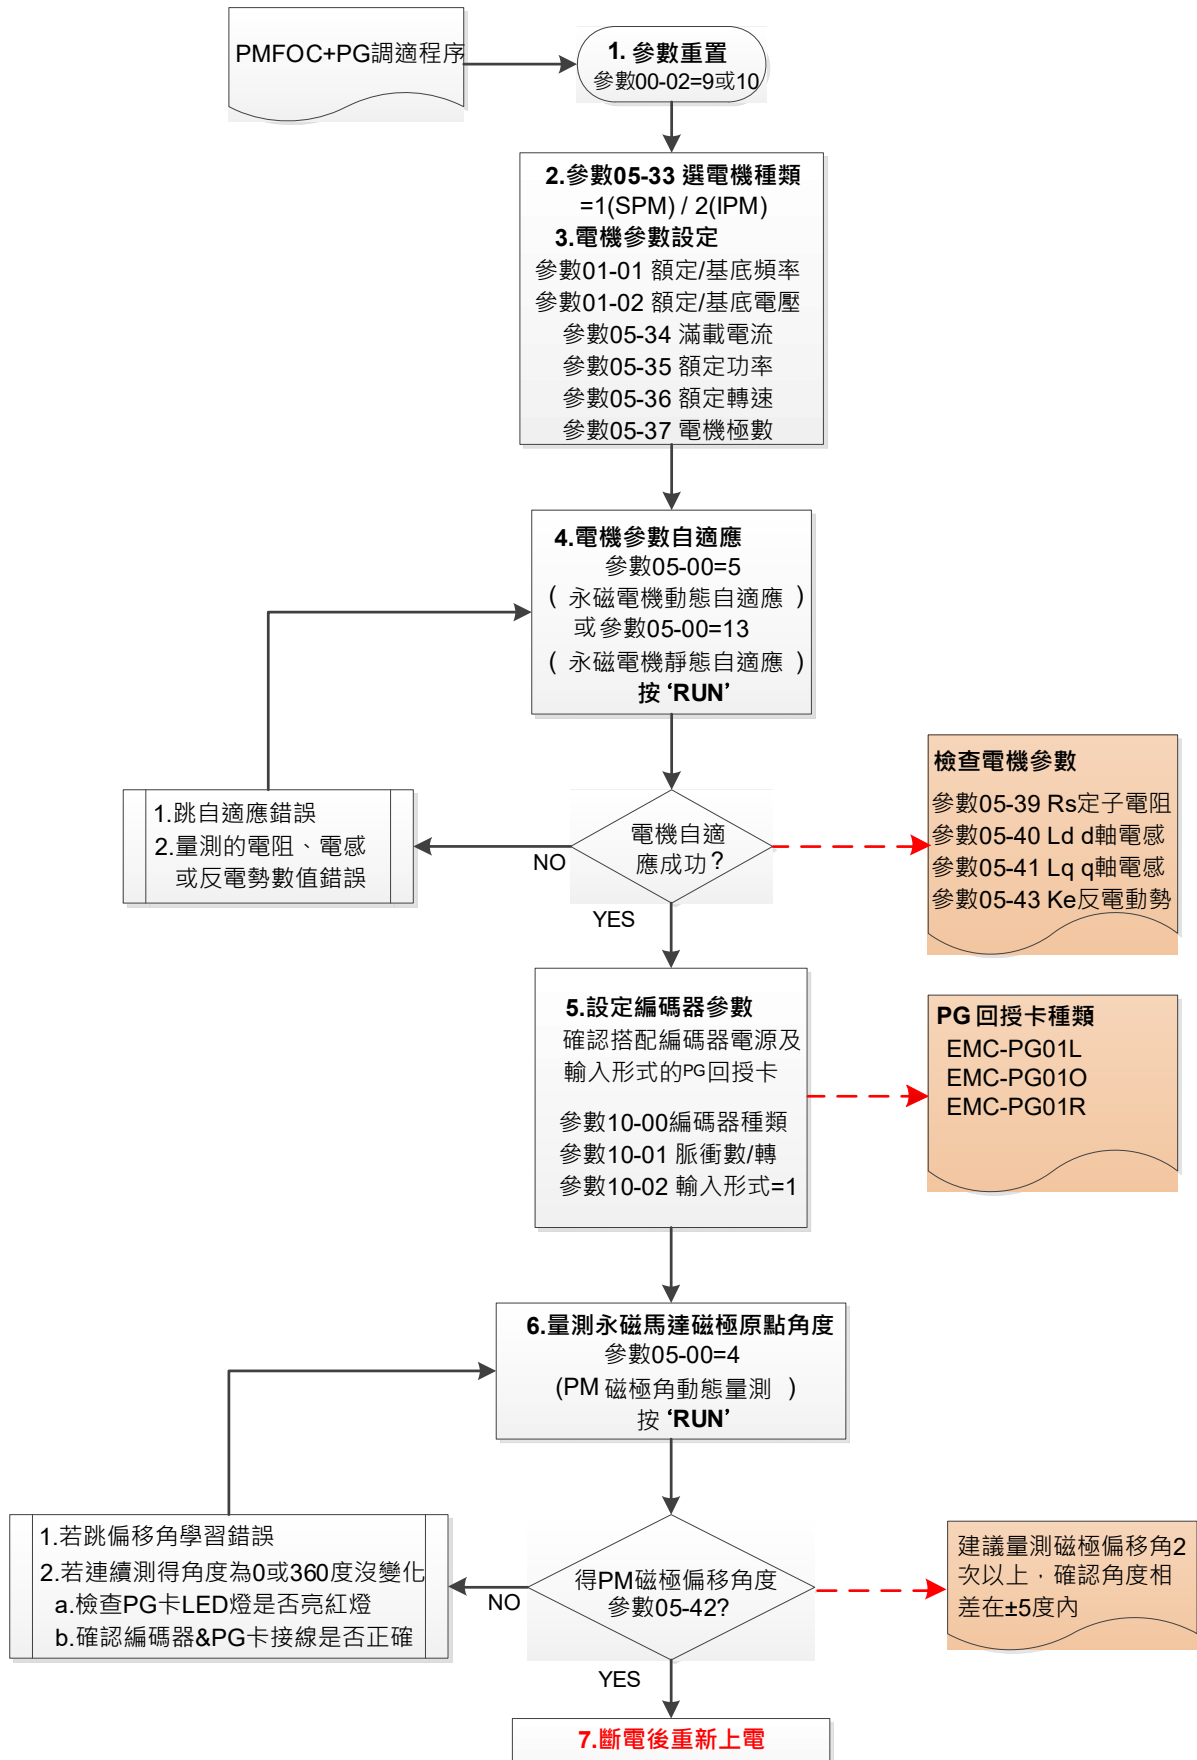 PMFOC+PG調適程序
1. 參數重置
參數00-02=9或10
2.參數05-33 選電機種類
=1(SPM) / 2(IPM)
3.電機參數設定
參數01-01 額定/基底頻率
參數01-02 額定/基底電壓
參數05-34 滿載電流
參數05-35 額定功率
參數05-36 額定轉速
參數05-37 電機極數
4.電機參數自適應
參數05-00=5
( 永磁電機動態自適應 )
或參數05-00=13
( 永磁電機靜態自適應 )
按 ‘RUN’
1.跳自適應錯誤
2.量測的電阻、電感
或反電勢數值錯誤
NO
電機自適
應成功?
YES
檢查電機參數
參數05-39 Rs定子電阻
參數05-40 Ld d軸電感
參數05-41 Lq q軸電感
參數05-43 Ke反電動勢
5.設定編碼器參數
確認搭配編碼器電源及
輸入形式的PG回授卡
參數10-00編碼器種類
參數10-01 脈衝數/轉
參數10-02 輸入形式=1
PG 回授卡種類
EMC-PG01L
EMC-PG01O
EMC-PG01R
6.量測永磁馬達磁極原點角度
參數05-00=4
(PM 磁極角動態量測 )
按 ‘RUN’
1.若跳偏移角學習錯誤
2.若連續測得角度為0或360度沒變化
a.檢查PG卡LED燈是否亮紅燈
b.確認編碼器&PG卡接線是否正確
NO
得PM磁極偏移角度
參數05-42?
YES
建議量測磁極偏移角2
次以上，確認角度相
差在±5度內
7.斷電後重新上電